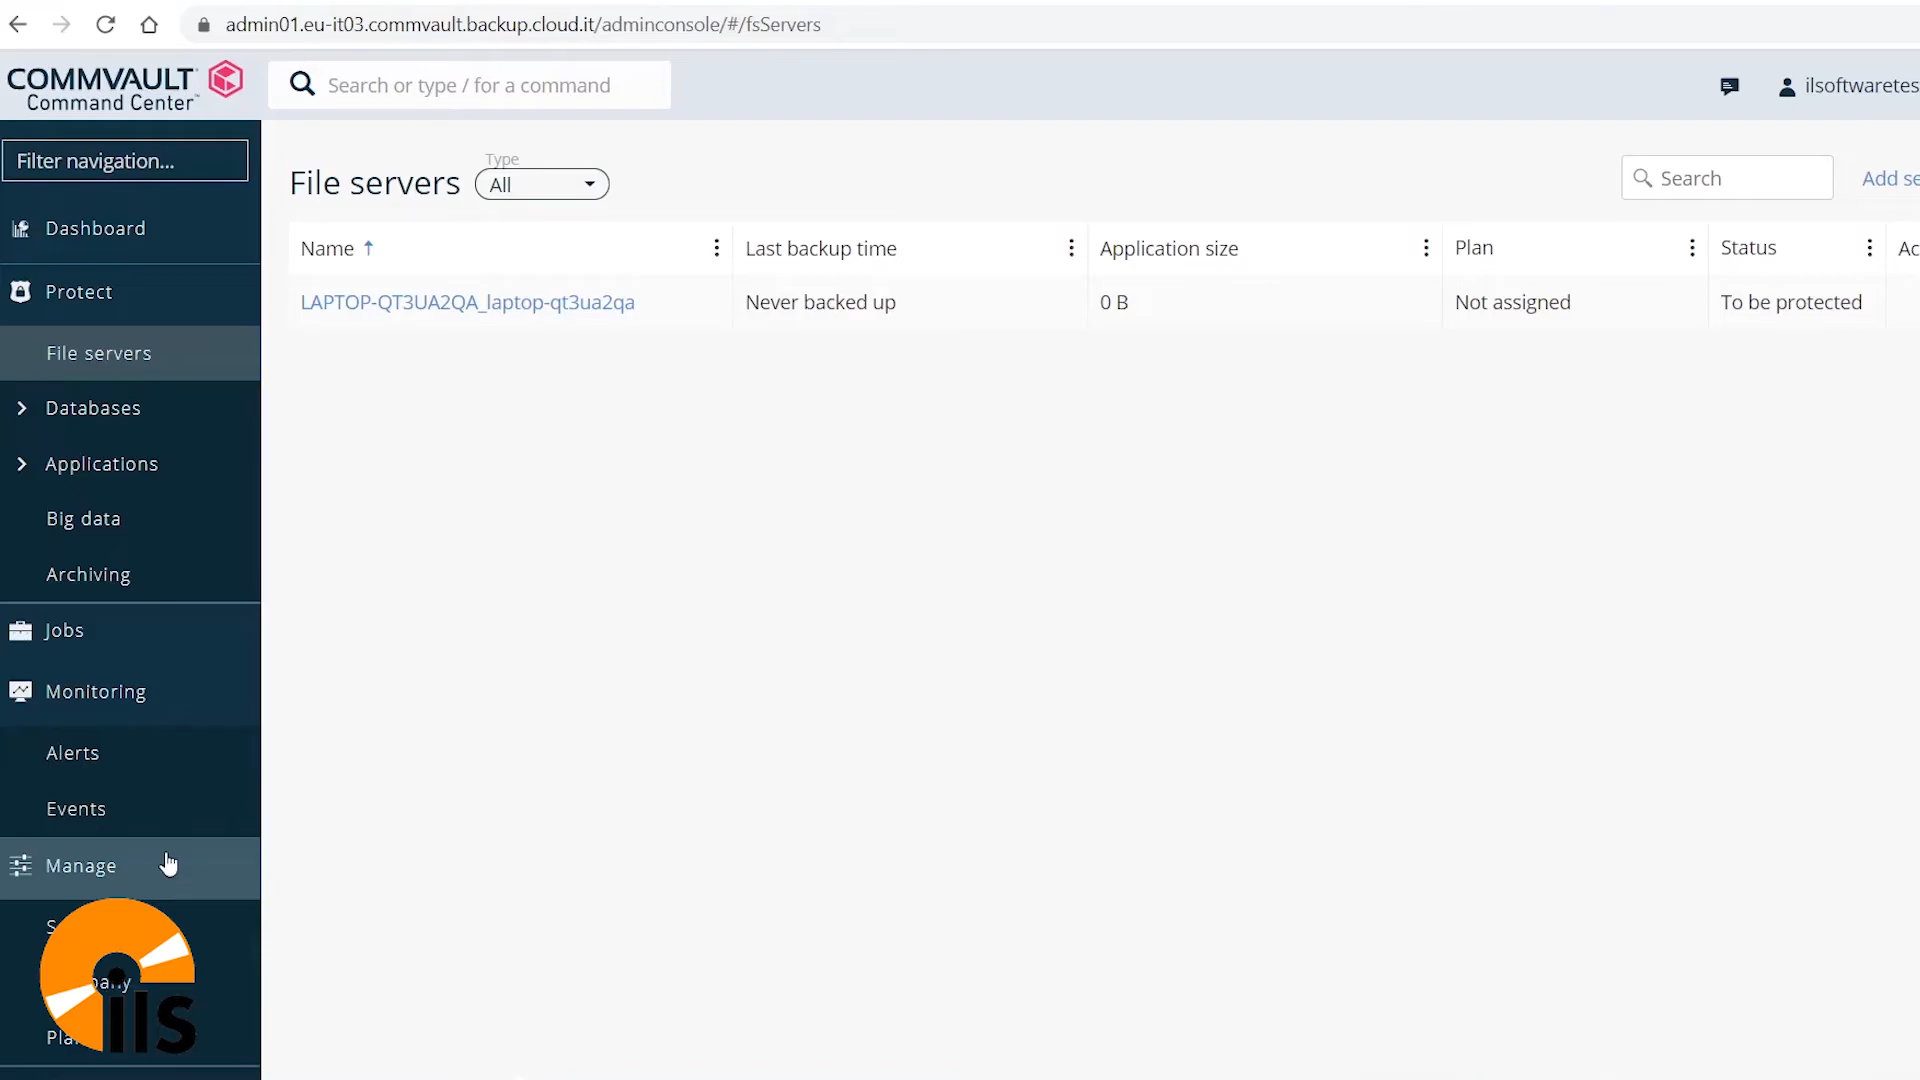 admin01.eu-it03.commvault.backup.cloud.it/adminconsole/#/fsServers
COMMVAULT
Command Center™
Search or type / for a command
ilsoftwaretes
Filter navigation...
Dashboard
Protect
File servers
Databases
Applications
Big data
Archiving
Jobs
Monitoring
Alerts
Events
Manage
ils
File servers
Type
All
Search
Add se
Name
Last backup time
Application size
Plan
Status
Ac
LAPTOP-QT3UA2QA_laptop-qt3ua2qa
Never backed up
0 B
Not assigned
To be protected